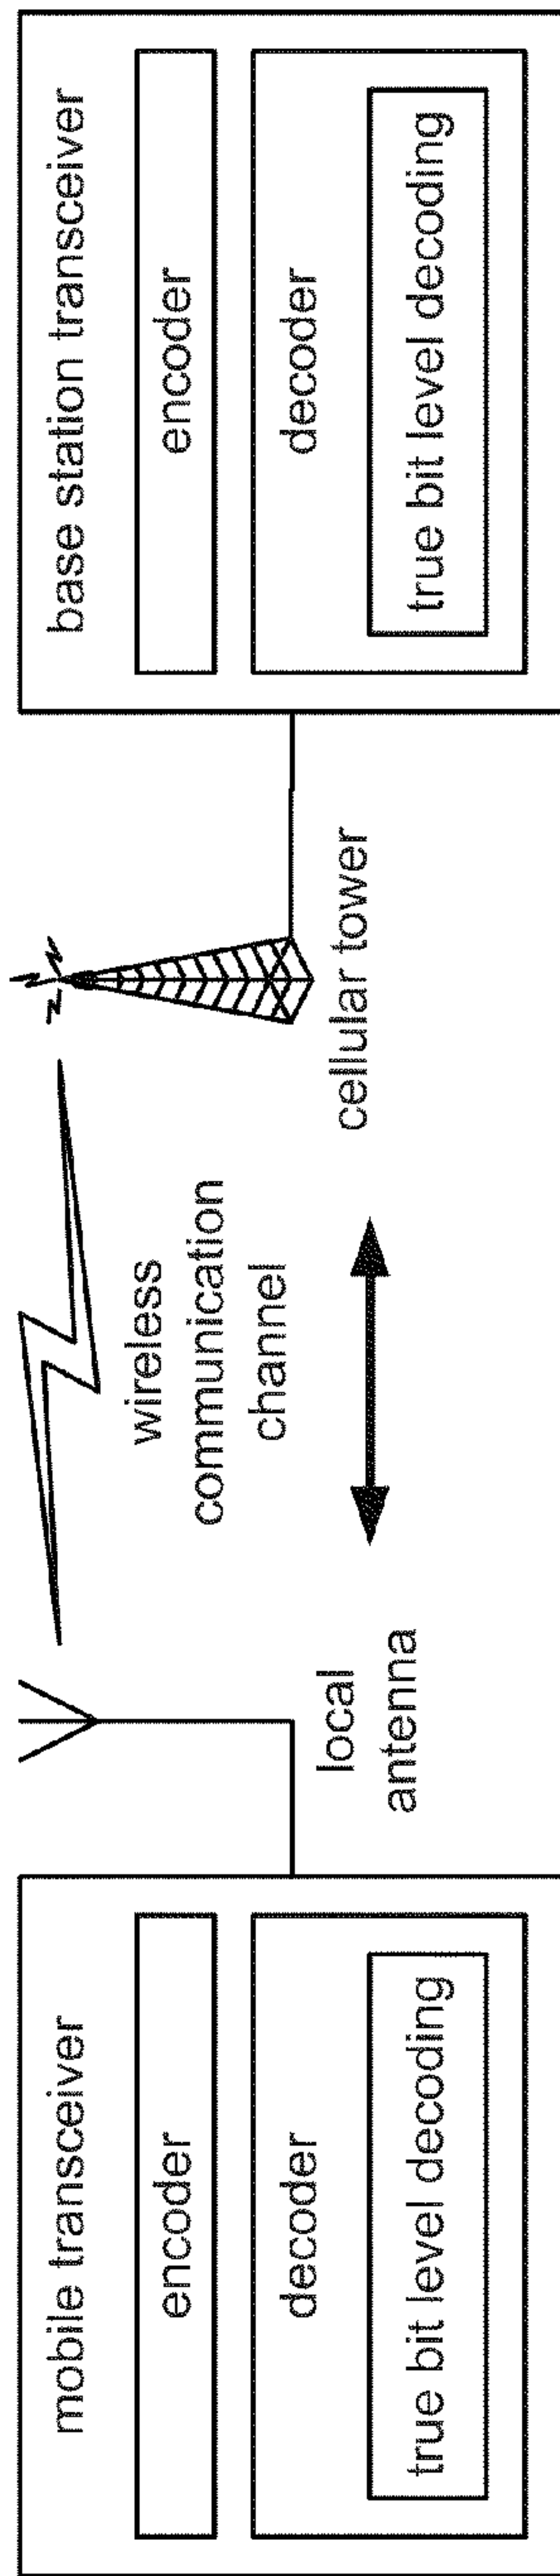 mobile transceiver
encoder
decoder
true bit level decoding
local
antenna
wireless
communication
channel
cellular tower
base station transceiver
encoder
decoder
true bit level decoding